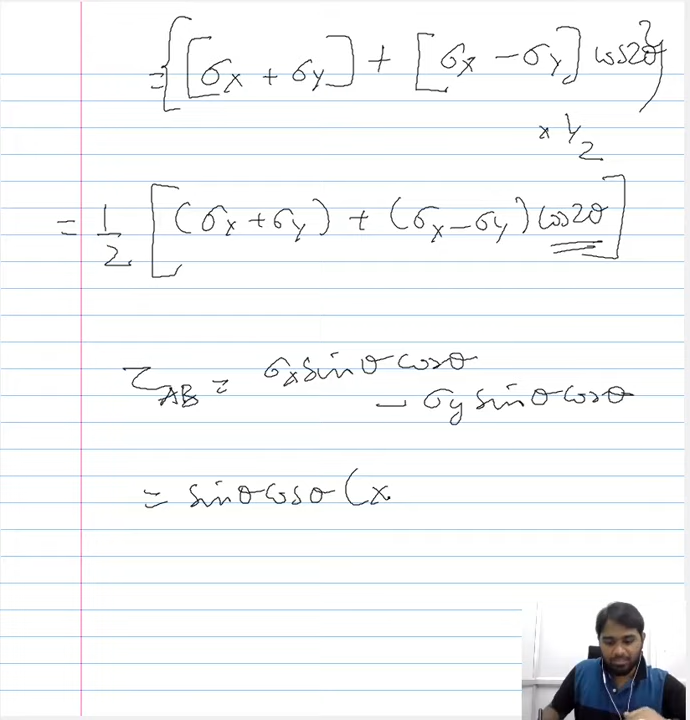 = {[σx + σy] + [σx - σy] cos2θ}
x 1/2
= 1/2 [(σx + σy) + (σx - σy) cos2θ]
τAB = σx sinθ cosθ
- σy sinθ cosθ
= sinθ cosθ (x